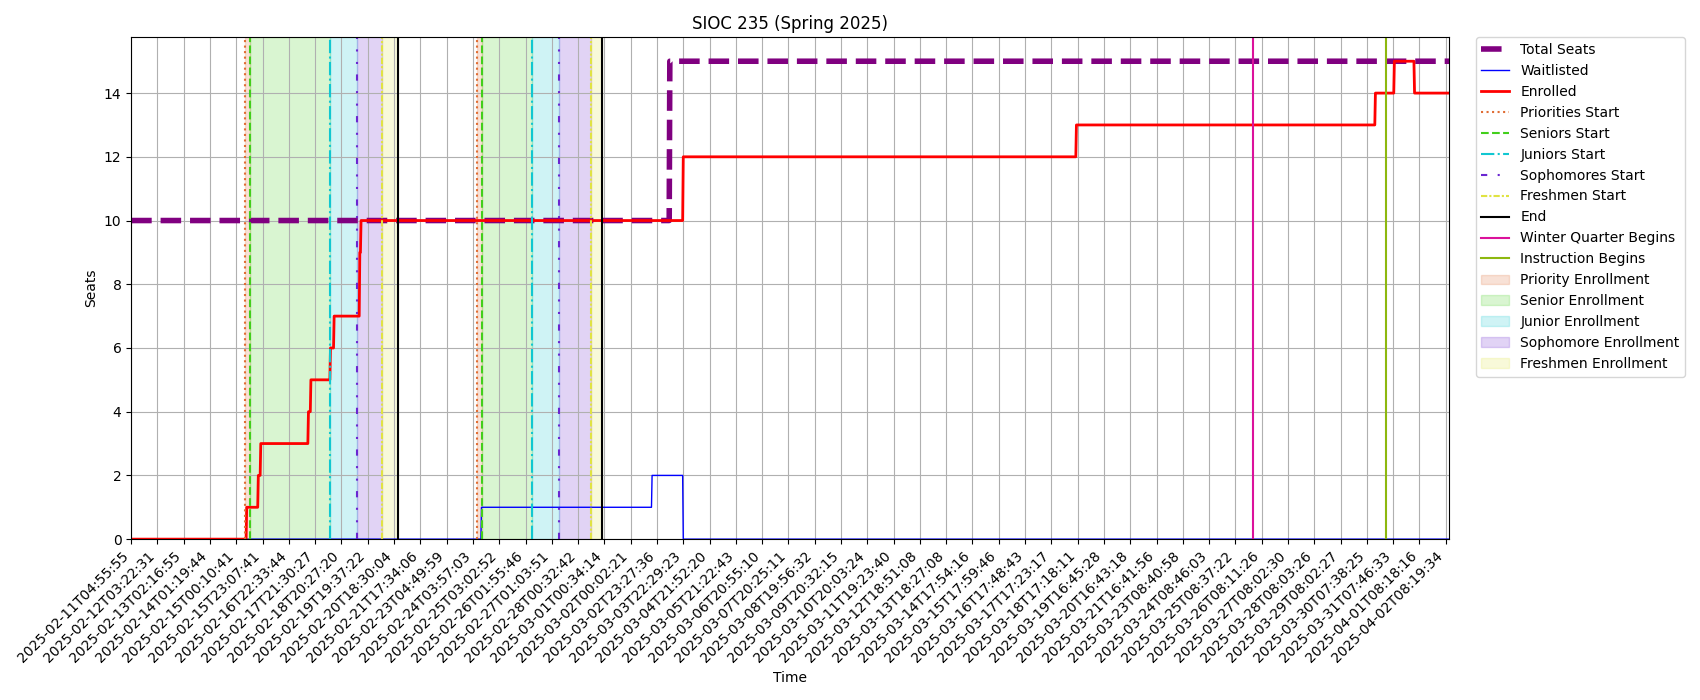 SIOC 235 (Spring 2025)
Seats
14
12
10
8
6
4
2
0
2025-02-11T04:55:55
2025-02-12T03:22:31
2025-02-13T02:16:55
2025-02-14T01:19:44
2025-02-15T00:10:41
2025-02-15T23:07:41
2025-02-16T22:33:44
2025-02-17T21:30:27
2025-02-18T20:27:20
2025-02-19T19:37:22
2025-02-20T18:30:04
2025-02-21T17:34:06
2025-02-23T04:49:59
2025-02-24T03:57:03
2025-02-25T03:02:52
2025-02-26T01:55:46
2025-02-27T01:03:51
2025-02-28T00:32:42
2025-03-01T00:34:14
2025-03-02T00:02:21
2025-03-02T23:27:36
2025-03-03T22:29:23
2025-03-04T21:52:20
2025-03-05T21:22:43
2025-03-06T20:55:10
2025-03-07T20:25:11
2025-03-08T19:56:32
2025-03-09T20:32:15
2025-03-10T20:03:24
2025-03-11T19:23:40
2025-03-12T18:51:08
2025-03-13T18:27:08
2025-03-14T17:54:16
2025-03-15T17:59:46
2025-03-16T17:48:43
2025-03-17T17:23:17
2025-03-18T17:18:11
2025-03-19T16:45:28
2025-03-20T16:43:18
2025-03-21T16:41:56
2025-03-23T08:40:58
2025-03-24T08:46:03
2025-03-25T08:37:22
2025-03-26T08:11:26
2025-03-27T08:02:30
2025-03-28T08:03:26
2025-03-29T08:02:27
2025-03-30T07:38:25
2025-03-31T07:46:33
2025-04-01T08:18:16
2025-04-02T08:19:34
Time
Total Seats
Waitlisted
Enrolled
Priorities Start
Seniors Start
Juniors Start
Sophomores Start
Freshmen Start
End
Winter Quarter Begins
Instruction Begins
Priority Enrollment
Senior Enrollment
Junior Enrollment
Sophomore Enrollment
Freshmen Enrollment